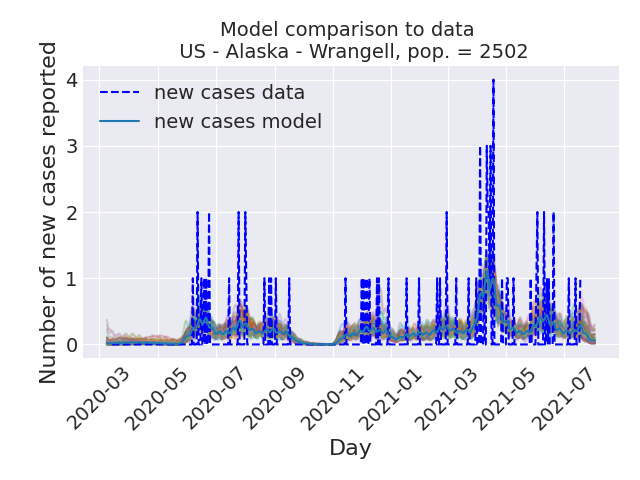 Model comparison to data
US - Alaska - Wrangell, pop. = 2502
Number of new cases reported
4
3
2
1
0
new cases data
new cases model
2020-03
2020-05
2020-07
2020-09
2020-11
2021-01
2021-03
2021-05
2021-07
Day